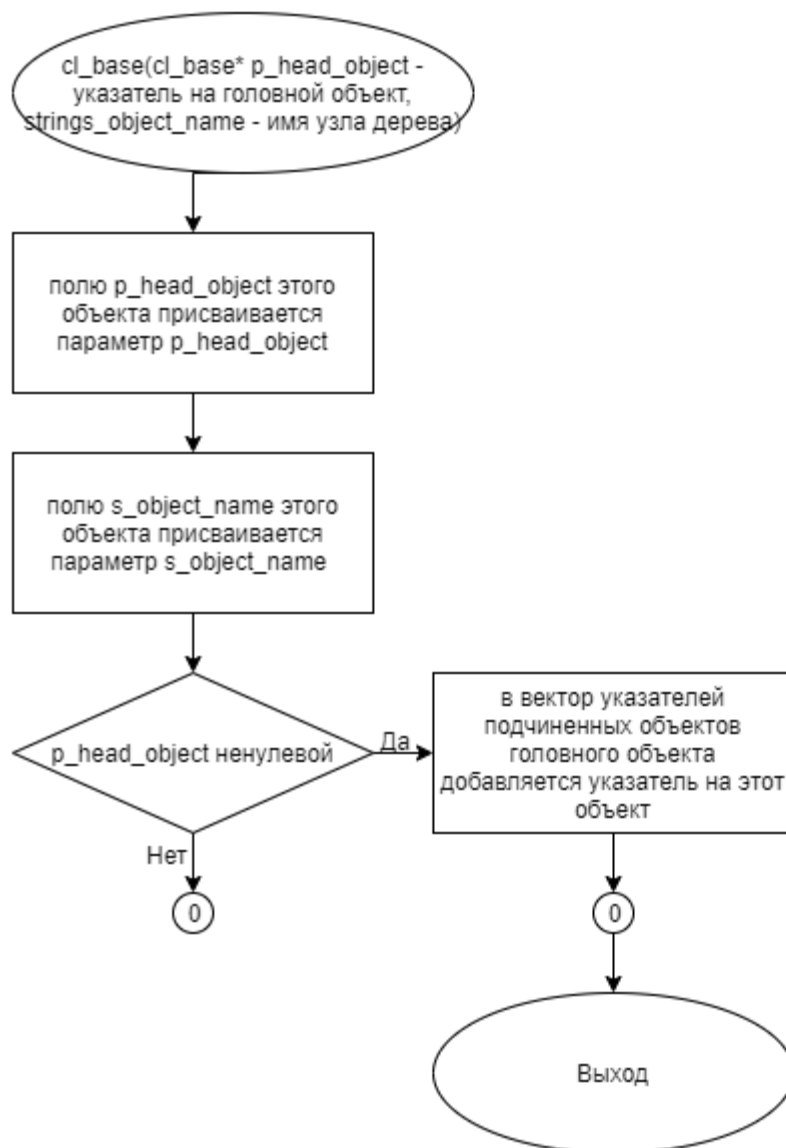 cl_base(cl_base* p_head_object -
указатель на головной объект,
strings_object_name - имя узла дерева)
полю p_head_object этого
объекта присваивается
параметр p_head_object
полю s_object_name этого
объекта присваивается
параметр s_object_name
p_head_object ненулевой
Да
в вектор указателей
подчиненных объектов
головного объекта
добавляется указатель на этот
объект
Нет
0
0
Выход